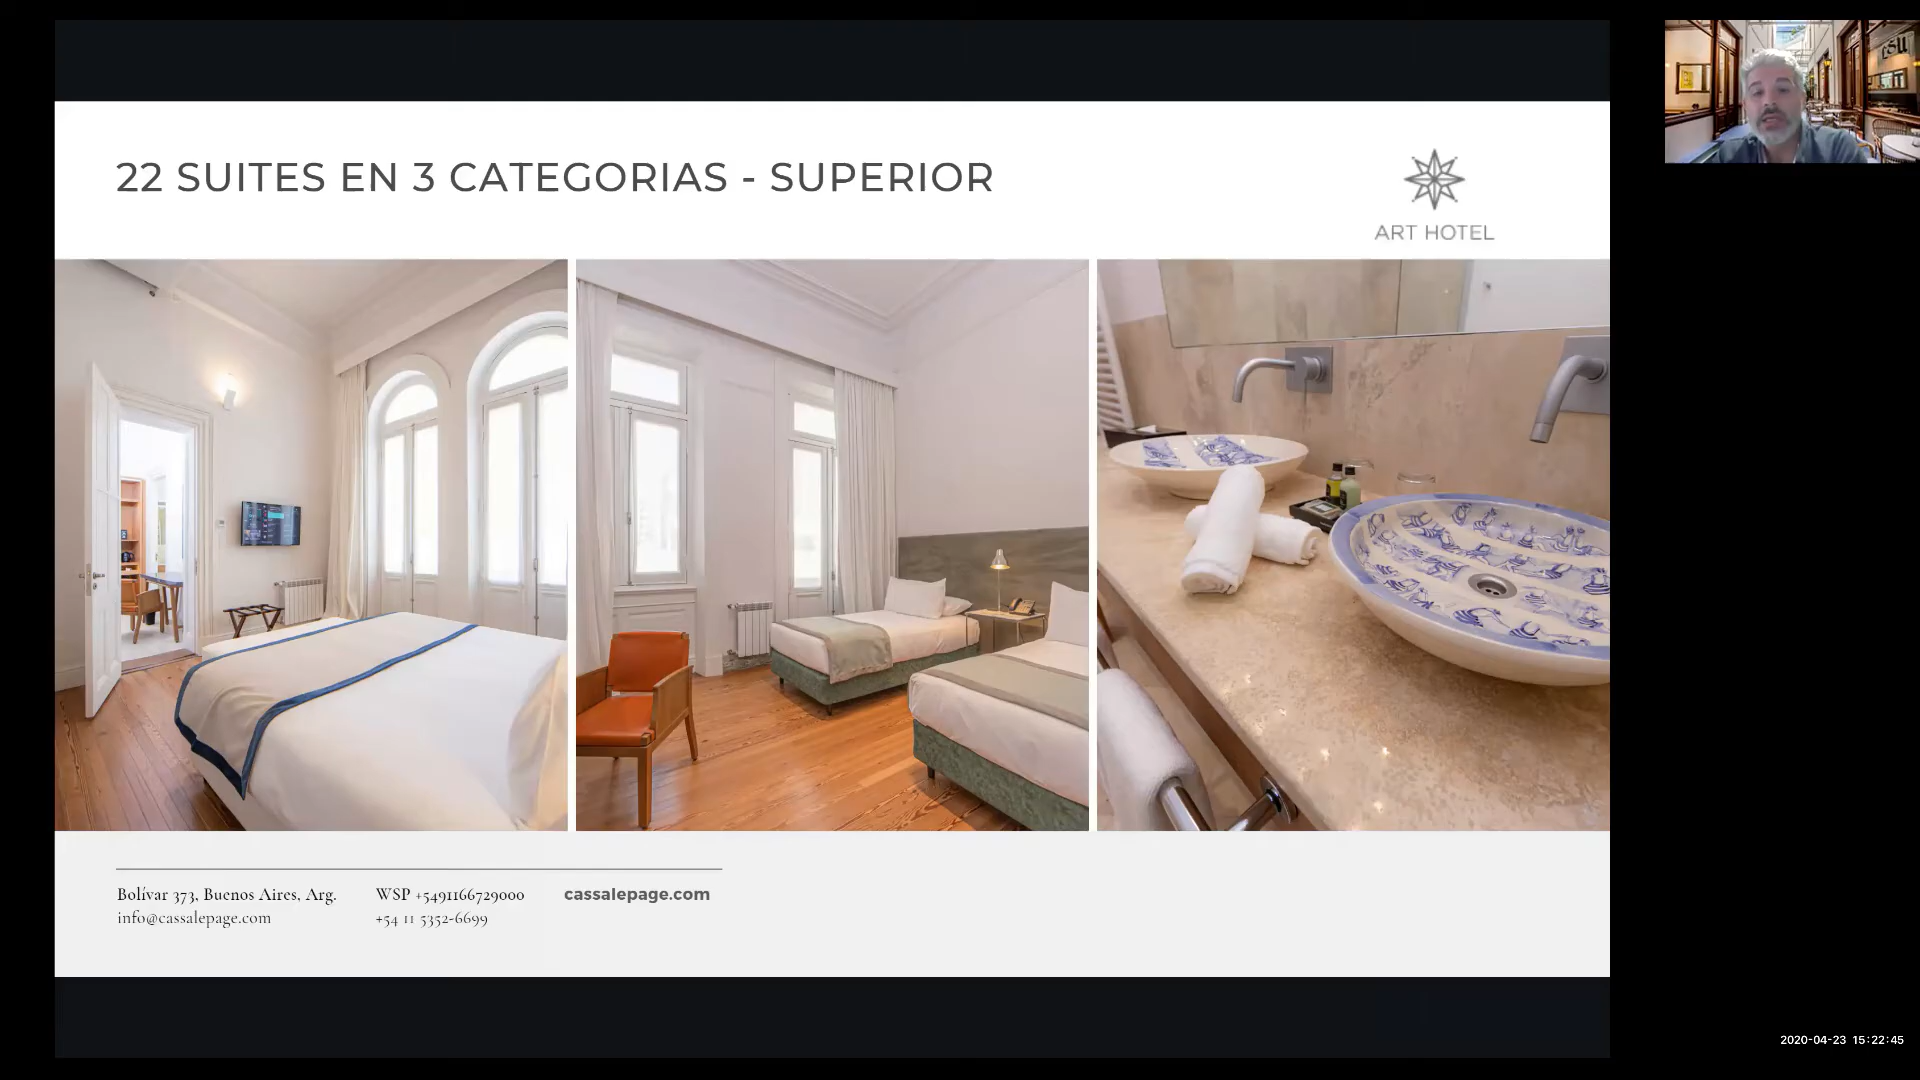 22 SUITES EN 3 CATEGORIAS - SUPERIOR
ART HOTEL
Bolívar 373, Buenos Aires, Arg.
info@cassalepage.com
WSP +5491166729000
+54 11 5352-6699
cassalepage.com
2020-04-23 15:22:45